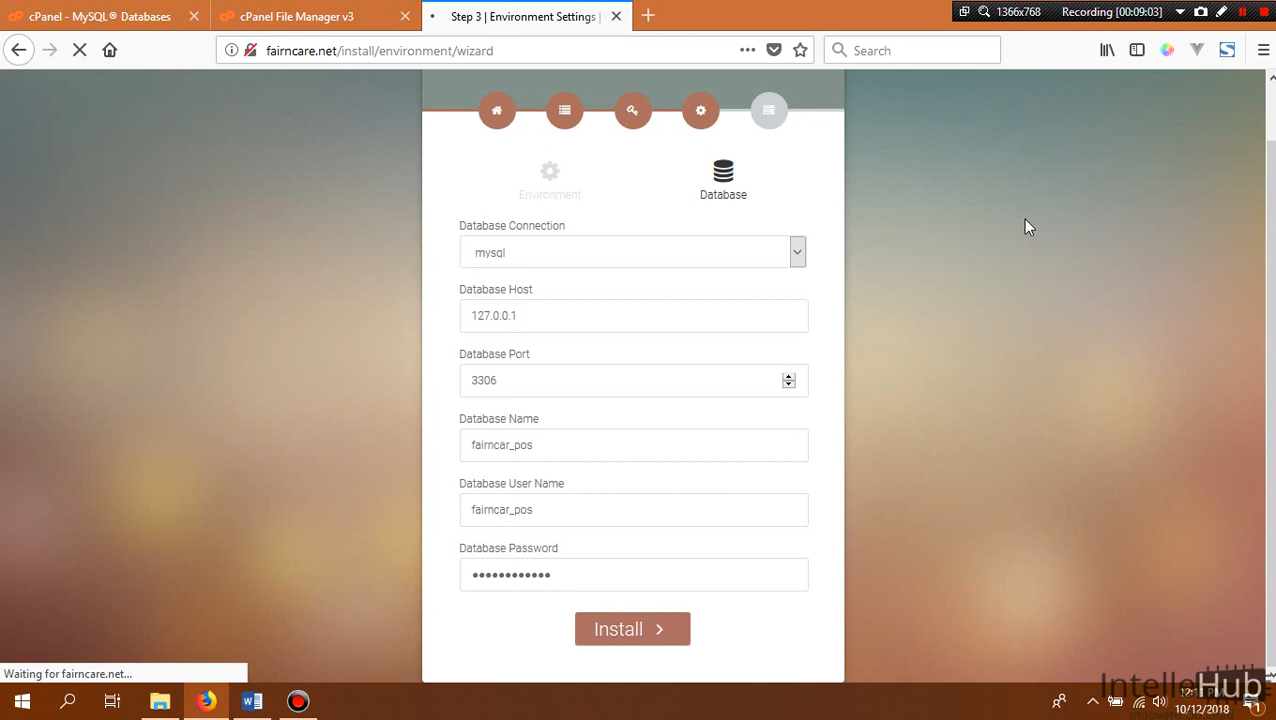 cPanel - MySQL® Databases
cPanel File Manager v3
Step 3 | Environment Settings |
1366x768
Recording [00:09:03]
fairncare.net/install/environment/wizard
Search
Environment
Database
Database Connection
mysql
Database Host
127.0.0.1
Database Port
3306
Database Name
fairncar_pos
Database User Name
fairncar_pos
Database Password
Install
Waiting for fairncare.net...
IntelleHub
10/12/2018